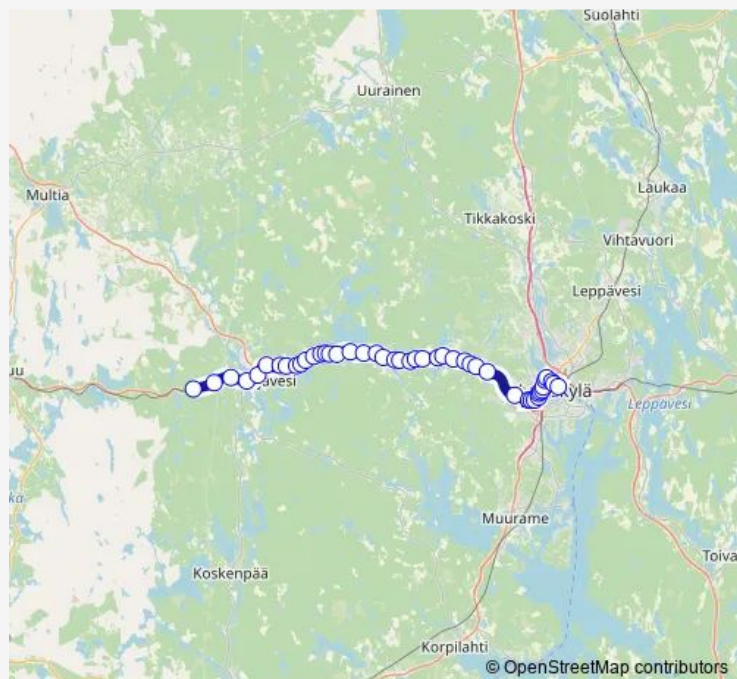 Suolahti
Uurainen
Multia
Laukaa
Tikkakoski
Vihtavuori
Leppävesi
Leppävesi
Muurame
Toiva
Koskenpää
Korpilahti
© OpenStreetMap contributors